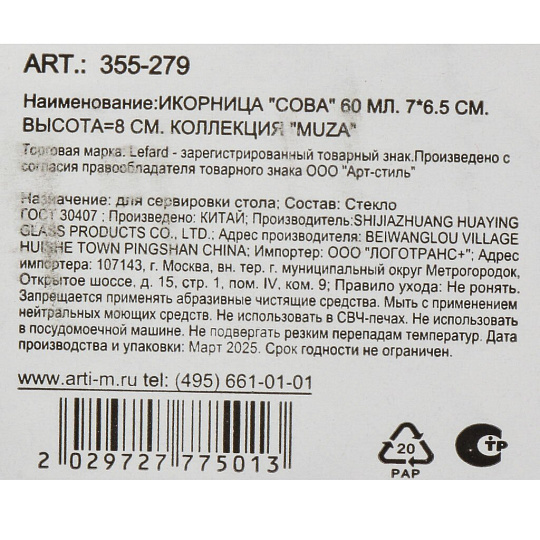 ART.: 355-279
Наименование:ИКОРНИЦА "СОВА" 60 МЛ. 7*6.5 СМ.
ВЫСОТА=8 СМ. КОЛЛЕКЦИЯ "MUZA"
Торговая марка. Lefard - зарегистрированный товарный знак.Произведено с
согласия правообладателя товарного знака ООО "Арт-стиль"
Назначение: для сервировки стола; Состав: Стекло
ГОСТ 30407 ; Произведено: КИТАЙ; Производитель:SHIJIAZHUANG HUAYING
GLASS PRODUCTS CO., LTD.; Адрес производителя: BEIWANGLOU VILLAGE
HUISHE TOWN PINGSHAN CHINA; Импортер: ООО "ЛОГОТРАНС+"; Адрес
импортера: 107143, г. Москва, вн. тер. г. муниципальный округ Метрогородок,
Открытое шоссе, д. 15, стр. 1, пом. IV, ком. 9; Правило ухода: Не ронять.
Запрещается применять абразивные чистящие средства. Мыть с применением
нейтральных моющих средств. Не использовать в СВЧ-печах. Не использовать
в посудомоечной машине. Не подвергать резким перепадам температур. Дата
производства и упаковки: Март 2025. Срок годности не ограничен.
www.arti-m.ru tel: (495) 661-01-01
2 029727 775013
20
PAP
СТР